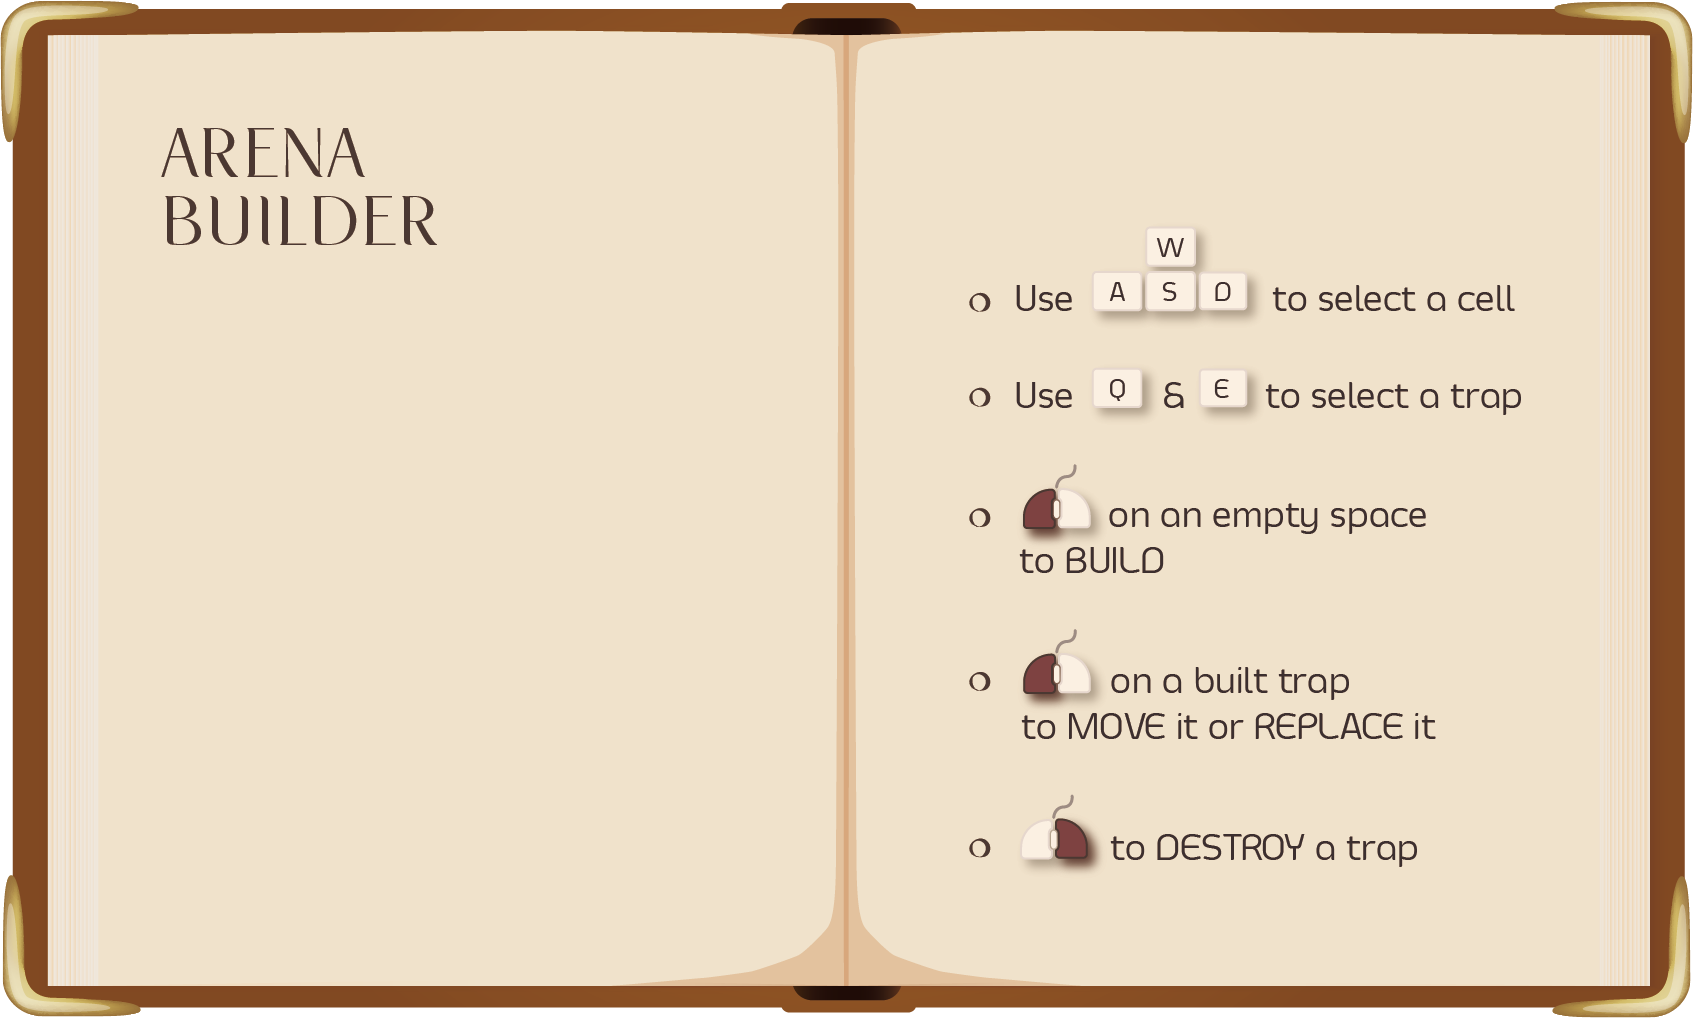 ARENA
BUILDER
W
Use A S D to select a cell
Use Q & E to select a trap
on an empty space
to BUILD
on a built trap
to MOVE it or REPLACE it
to DESTROY a trap